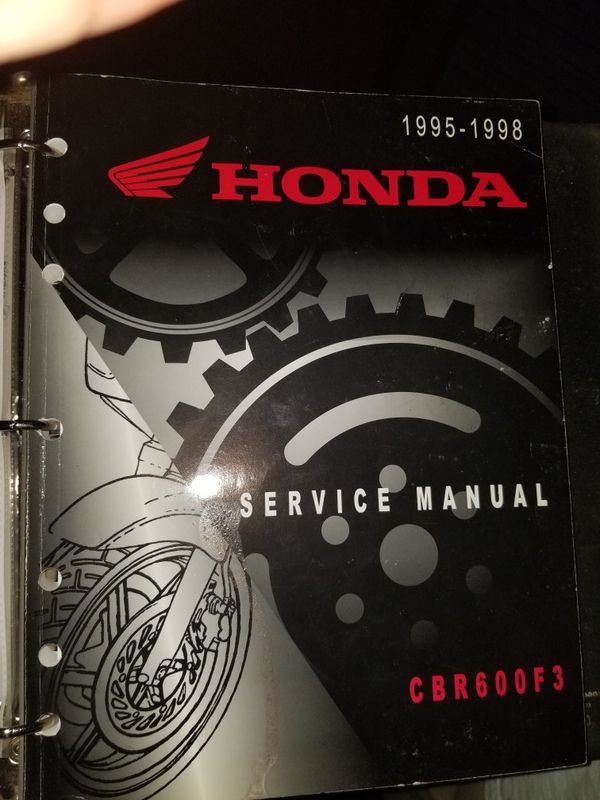 1995-1998
HONDA
SERVICE MANUAL
CBR600F3